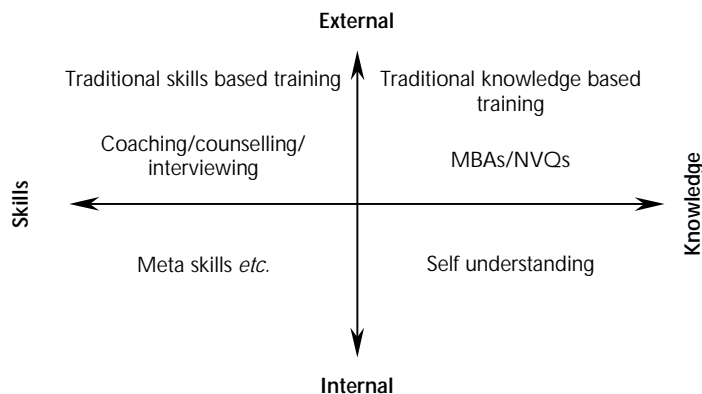 External
Traditional skills based training
Traditional knowledge based
training
Coaching/counselling/
interviewing
MBAs/NVQs
Skills
Knowledge
Meta skills etc.
Self understanding
Internal